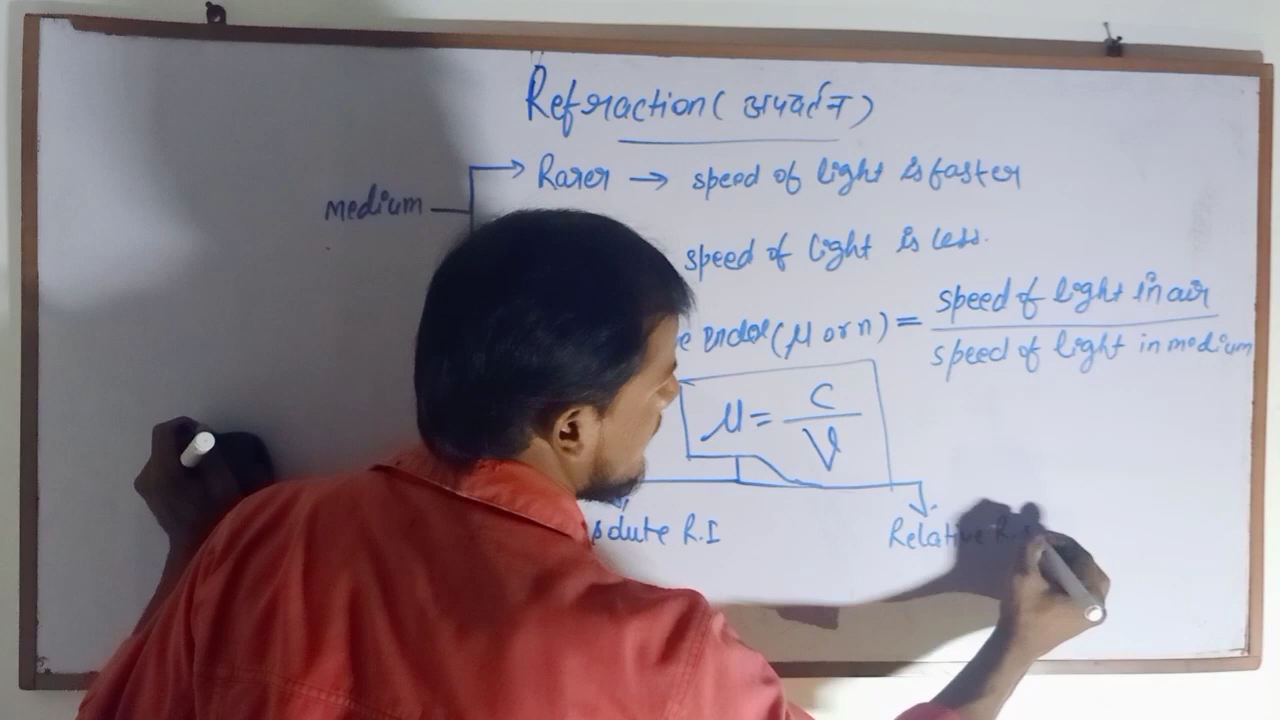 Refraction (अपवर्तन)
Rarer → speed of light is faster
medium
speed of light is less.
speed of light in air
e Index (μ or n) =
speed of light in medium
μ = c
v
solute R.I Relative R.I